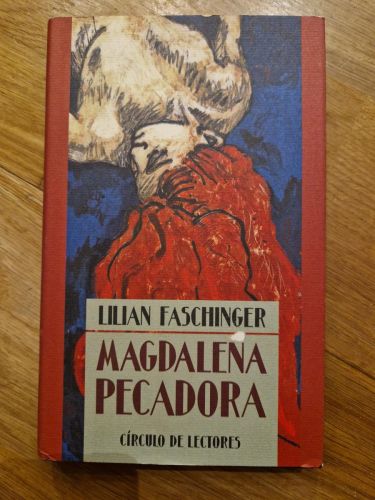 LILIAN FASCHINGER
MAGDALENA
PECADORA
CÍRCULO DE LECTORES